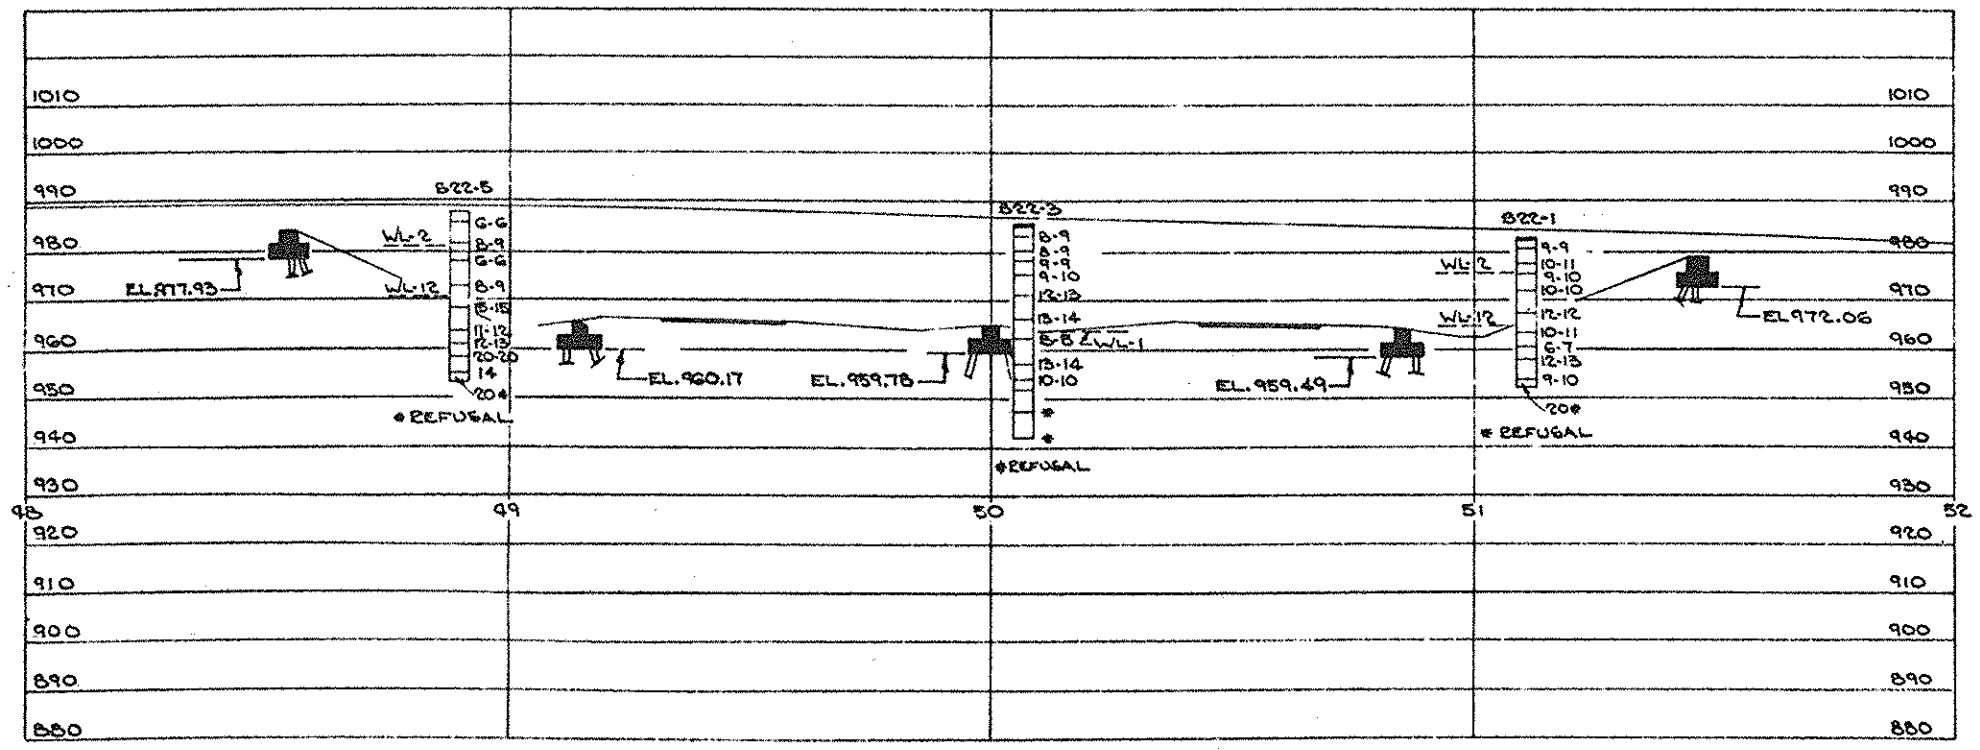 1010 1010
1000 1000
990 990
B22-5
B22-3
B22-1
980 980
970 970
960 960
950 950
940 940
930 930
48 49 50 51 52
920 920
910 910
900 900
890 890
880 880
EL.977.93
WL-2
WL-12
6-6
8-9
6-6
8-9
13-15
11-12
12-13
20-20
14
20*
* REFUSAL
EL.960.17
EL.959.78
8-9
8-9
9-9
9-10
12-13
13-14
8-8
WL-1
13-14
10-10
*
*
*REFUSAL
EL.959.49
WL-2
WL-12
9-9
10-11
9-10
10-10
12-12
10-11
6-7
12-13
9-10
20*
* REFUSAL
EL.972.06